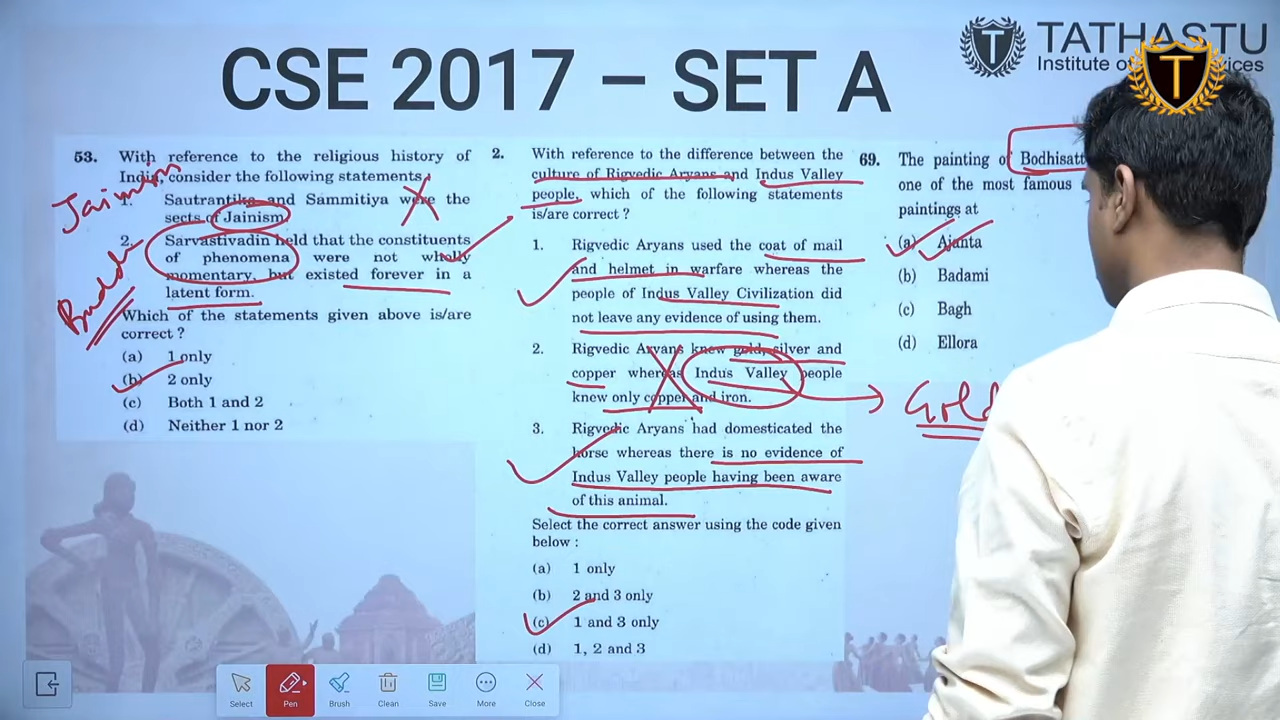 TATHASTU
Institute of
ices
T
T
CSE 2017 – SET A
53. With reference to the religious history of
India, consider the following statements :
1. Sautrantika and Sammitiya were the
sects of Jainism.
2. Sarvastivadin held that the constituents
of phenomena were not wholly
momentary, but existed forever in a
latent form.
Which of the statements given above is/are
correct ?
(a) 1 only
(b) 2 only
(c) Both 1 and 2
(d) Neither 1 nor 2
Jainism
Buddh
2. With reference to the difference between the
culture of Rigvedic Aryans and Indus Valley
people, which of the following statements
is/are correct ?
1. Rigvedic Aryans used the coat of mail
and helmet in warfare whereas the
people of Indus Valley Civilization did
not leave any evidence of using them.
2. Rigvedic Aryans knew gold, silver and
copper whereas Indus Valley people
knew only copper and iron.
3. Rigvedic Aryans had domesticated the
horse whereas there is no evidence of
Indus Valley people having been aware
of this animal.
Select the correct answer using the code given
below :
(a) 1 only
(b) 2 and 3 only
(c) 1 and 3 only
(d) 1, 2 and 3
Gold
69. The painting of Bodhisatt
one of the most famous
paintings at
(a) Ajanta
(b) Badami
(c) Bagh
(d) Ellora
Select
Pen
Brush
Clean
Save
More
Close